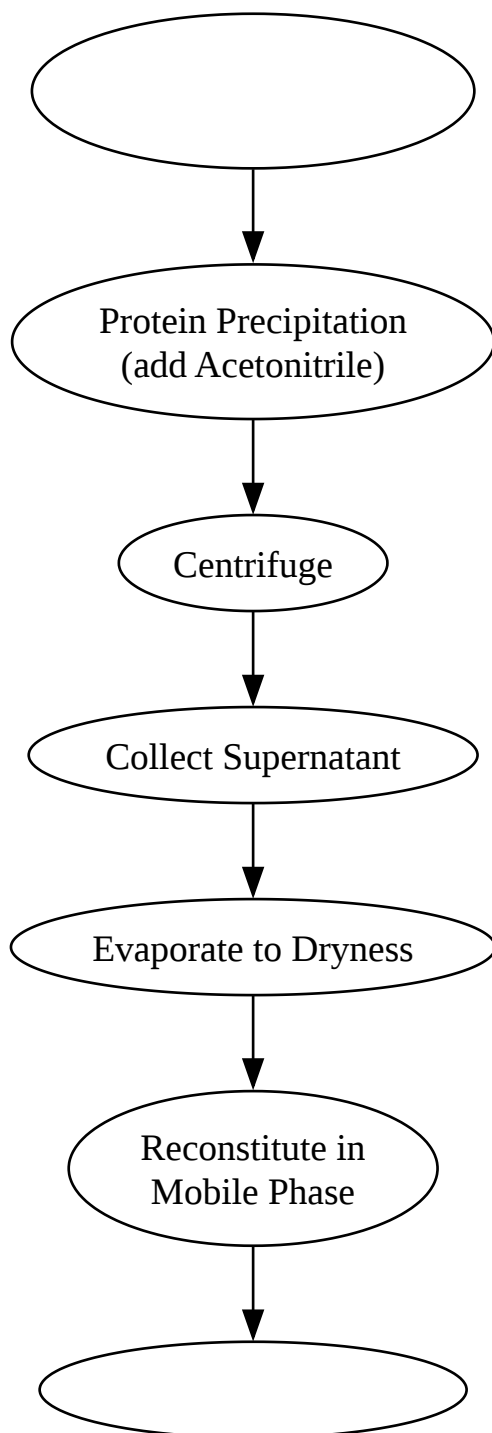 Protein Precipitation
(add Acetonitrile)
Centrifuge
Collect Supernatant
Evaporate to Dryness
Reconstitute in
Mobile Phase